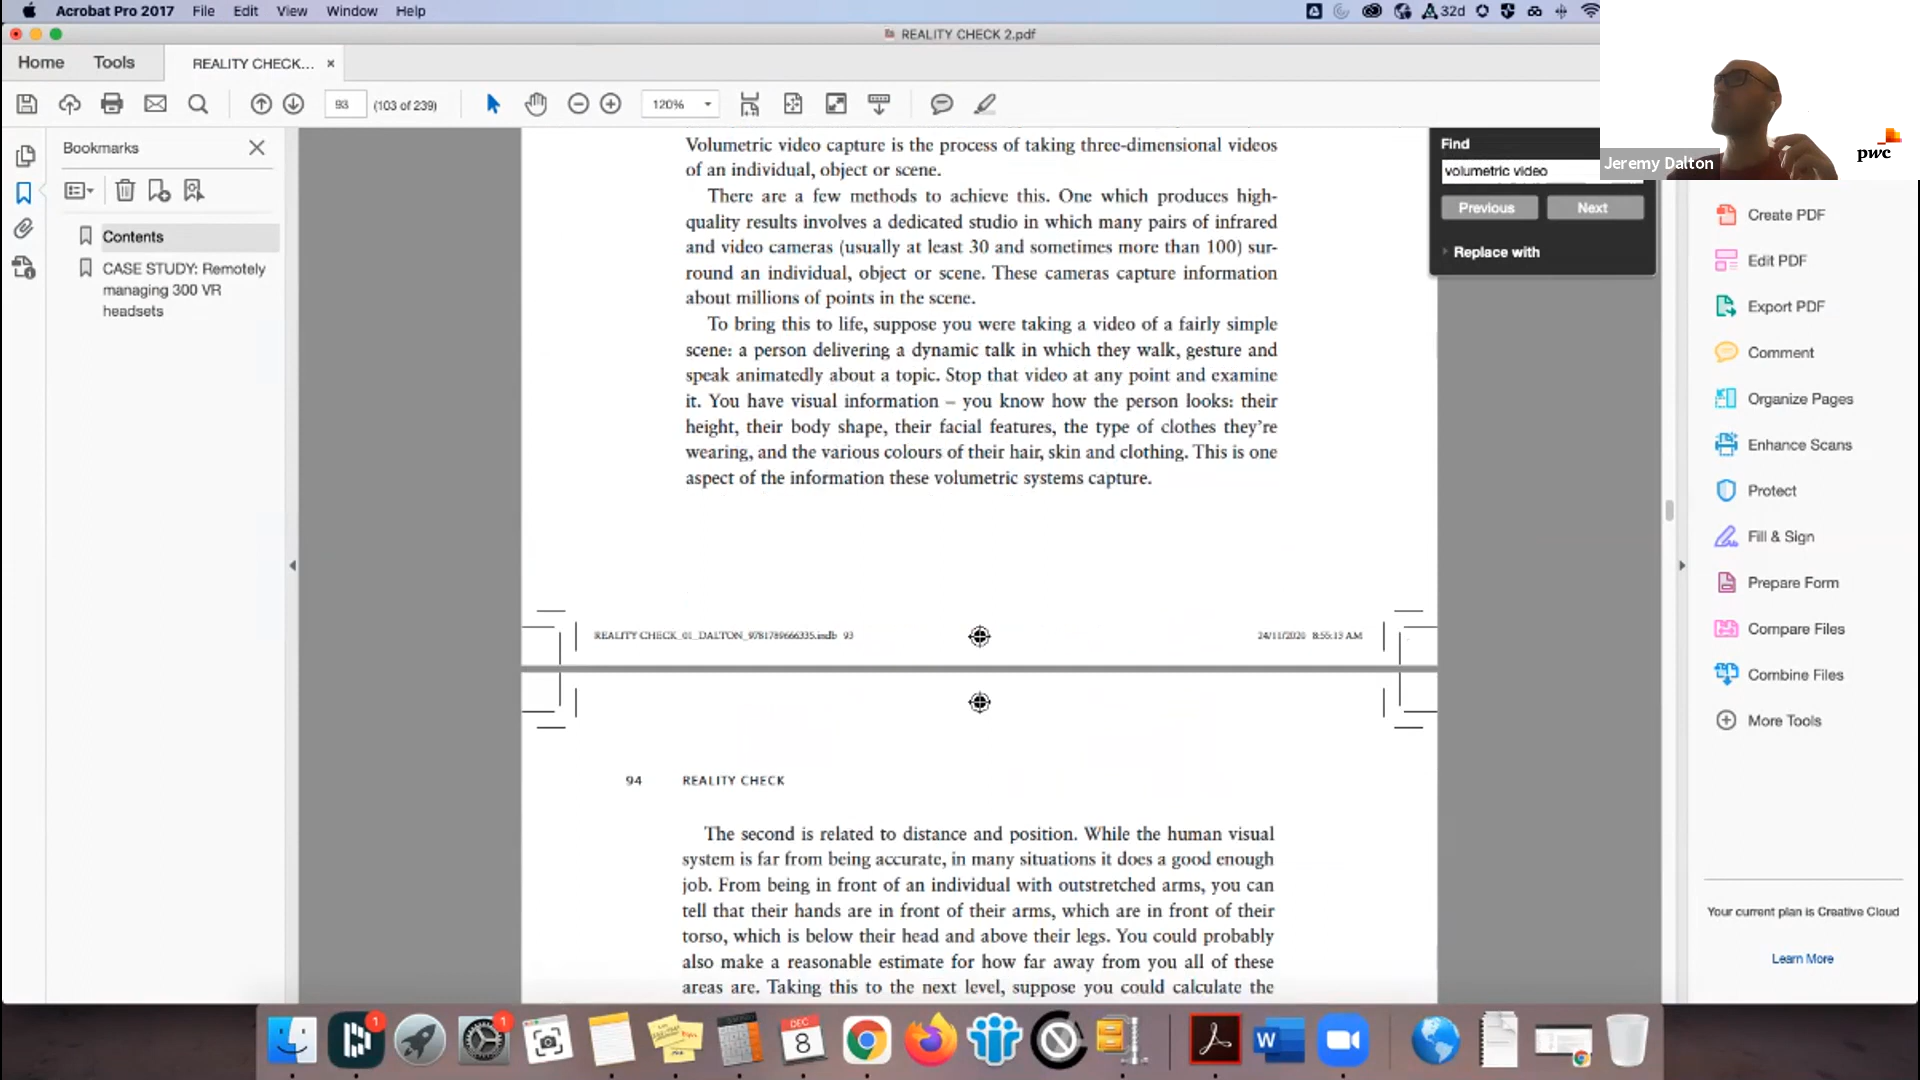 Acrobat Pro 2017 File Edit View Window Help
32d
REALITY CHECK 2.pdf
Home Tools REALITY CHECK... ×
93 (103 of 239) 120%
Bookmarks
Contents
CASE STUDY: Remotely
managing 300 VR
headsets
Volumetric video capture is the process of taking three-dimensional videos
of an individual, object or scene.
There are a few methods to achieve this. One which produces high-
quality results involves a dedicated studio in which many pairs of infrared
and video cameras (usually at least 30 and sometimes more than 100) sur-
round an individual, object or scene. These cameras capture information
about millions of points in the scene.
To bring this to life, suppose you were taking a video of a fairly simple
scene: a person delivering a dynamic talk in which they walk, gesture and
speak animatedly about a topic. Stop that video at any point and examine
it. You have visual information – you know how the person looks: their
height, their body shape, their facial features, the type of clothes they're
wearing, and the various colours of their hair, skin and clothing. This is one
aspect of the information these volumetric systems capture.
REALITY CHECK_01_DALTON_9781789666335.indb 93
24/11/2020 8:55:13 AM
94 REALITY CHECK
The second is related to distance and position. While the human visual
system is far from being accurate, in many situations it does a good enough
job. From being in front of an individual with outstretched arms, you can
tell that their hands are in front of their arms, which are in front of their
torso, which is below their head and above their legs. You could probably
also make a reasonable estimate for how far away from you all of these
areas are. Taking this to the next level, suppose you could calculate the
Find
volumetric video
Previous Next
Replace with
Jeremy Dalton
pwc
Create PDF
Edit PDF
Export PDF
Comment
Organize Pages
Enhance Scans
Protect
Fill & Sign
Prepare Form
Compare Files
Combine Files
More Tools
Your current plan is Creative Cloud
Learn More
1
1
DEC
8
W